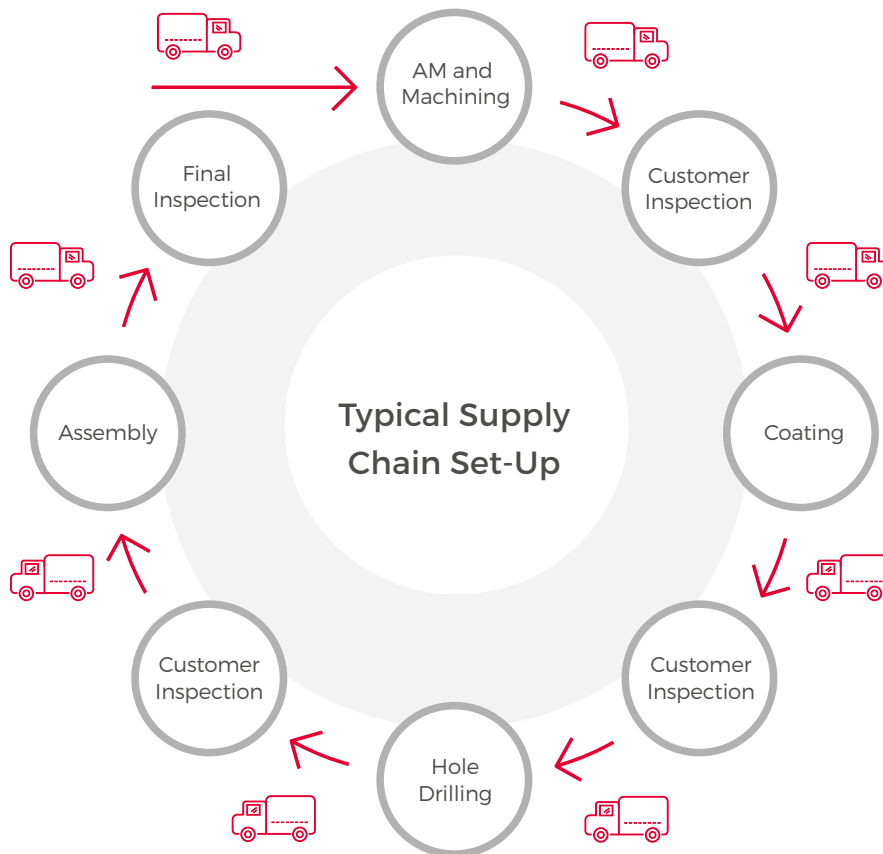 AM and
Machining
Customer
Inspection
Coating
Customer
Inspection
Hole
Drilling
Customer
Inspection
Assembly
Final
Inspection
Typical Supply
Chain Set-Up